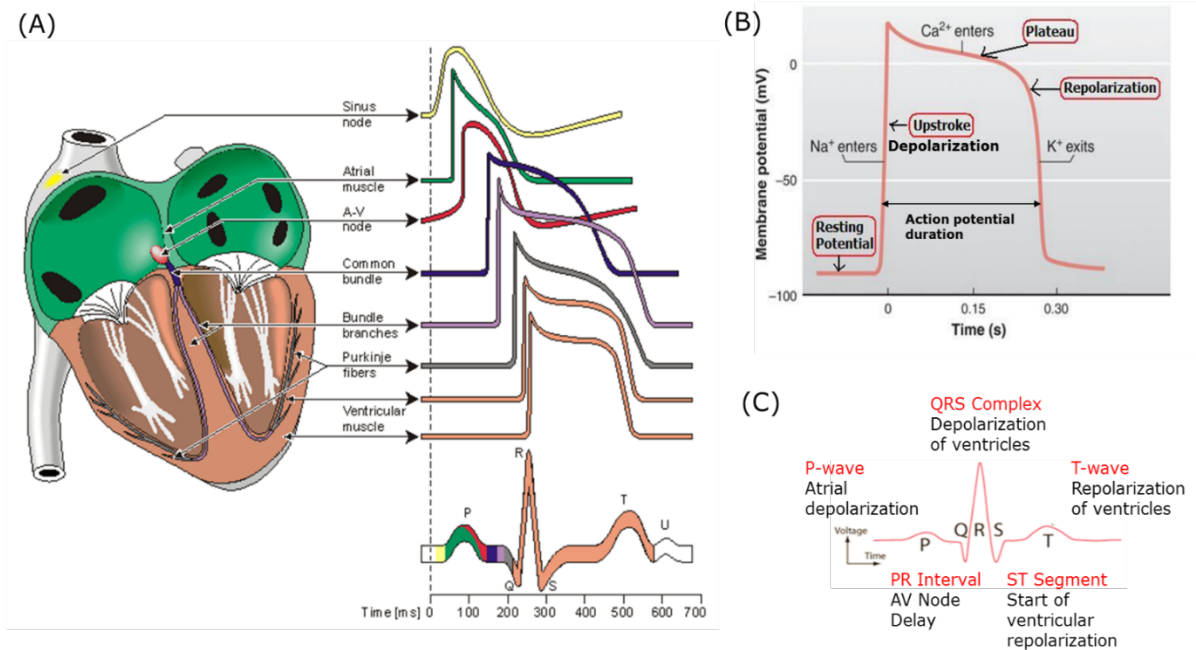 (A)
Sinus
node
Atrial
muscle
A-V
node
Common
bundle
Bundle
branches
Purkinje
fibers
Ventricular
muscle
R
P
T
U
Q
S
Time [ms]
0 100 200 300 400 500 600 700
(B)
Membrane potential (mV)
0
−50
−100
Ca2+ enters
Plateau
Repolarization
Upstroke
Depolarization
Na+ enters
K+ exits
Action potential
duration
Resting
Potential
0 0.15 0.30
Time (s)
(C)
QRS Complex
Depolarization
of ventricles
P-wave
Atrial
depolarization
T-wave
Repolarization
of ventricles
Voltage
Time
P
Q R S
T
PR Interval
AV Node
Delay
ST Segment
Start of
ventricular
repolarization